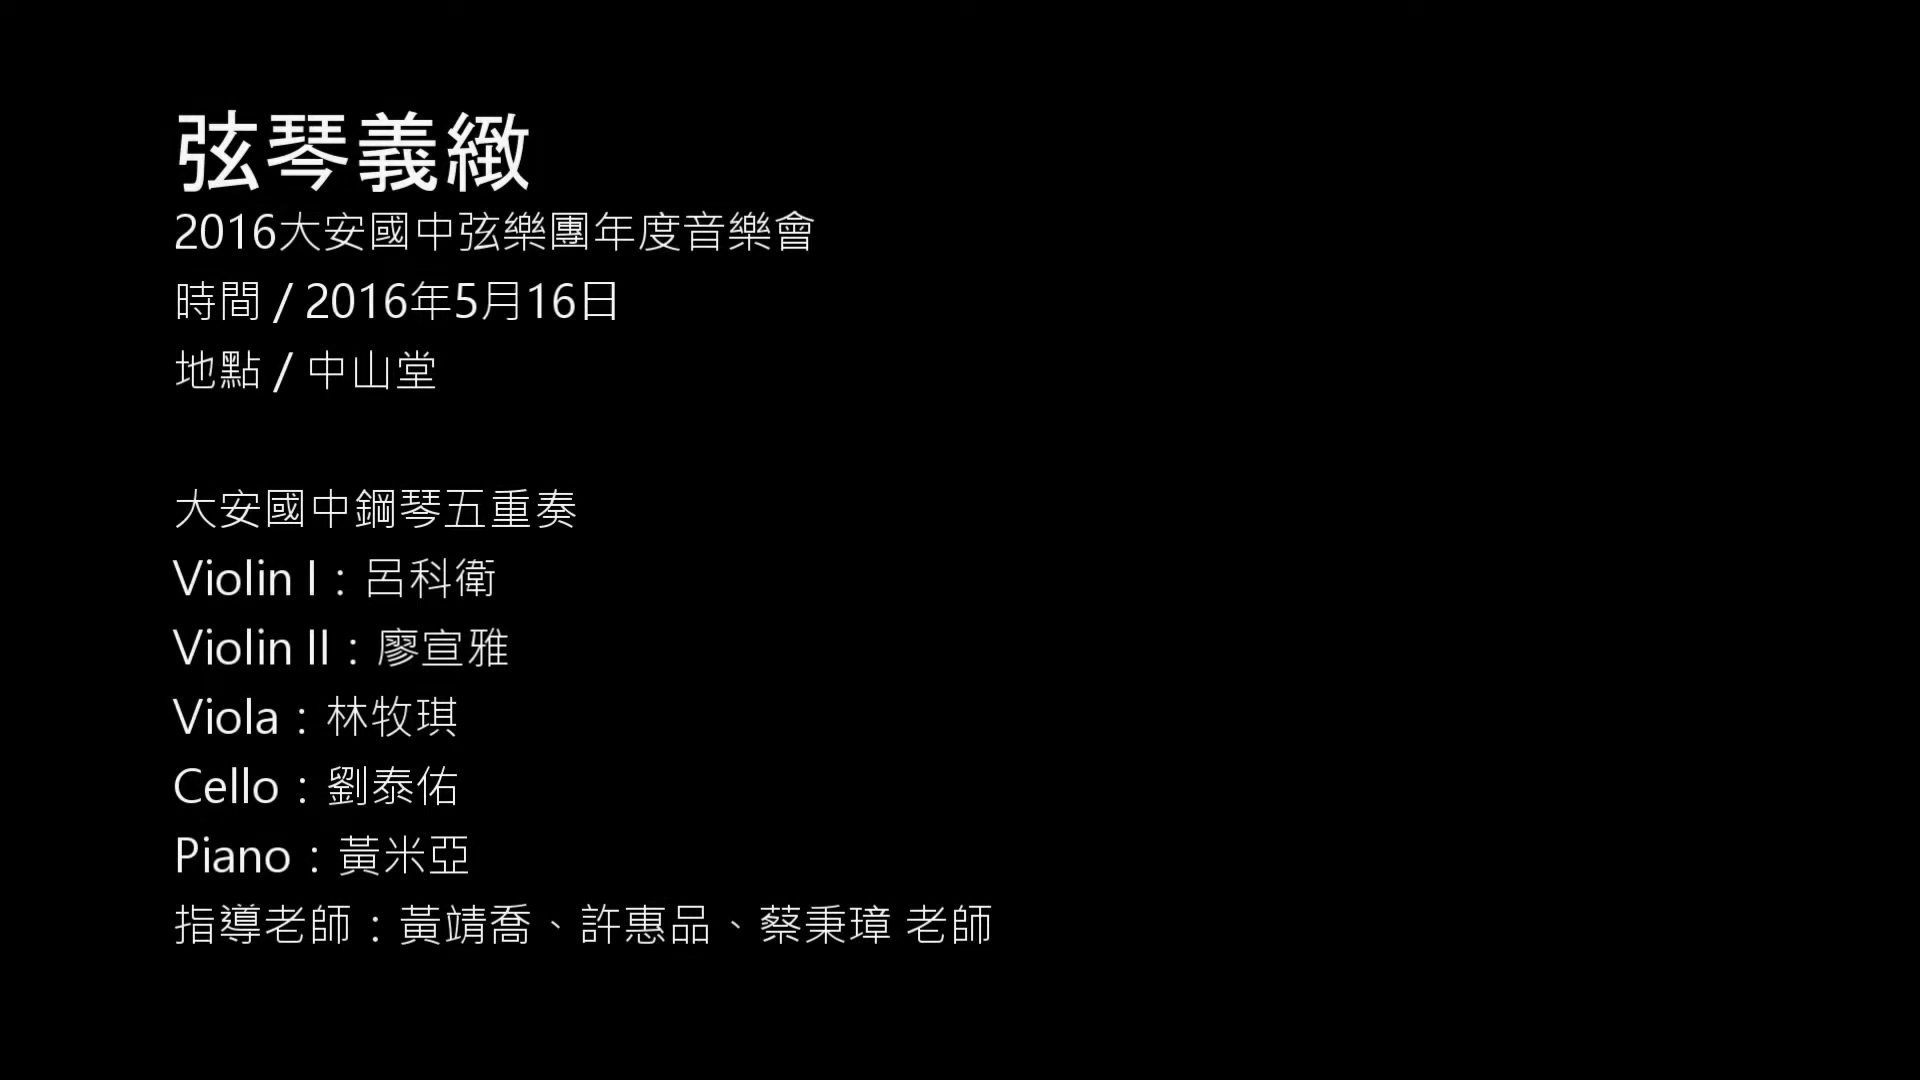 弦琴義緻
2016大安國中弦樂團年度音樂會
時間 / 2016年5月16日
地點 / 中山堂
大安國中鋼琴五重奏
Violin I：呂科衛
Violin II：廖宣雅
Viola：林牧琪
Cello：劉泰佑
Piano：黃米亞
指導老師：黃靖喬、許惠品、蔡秉璋 老師